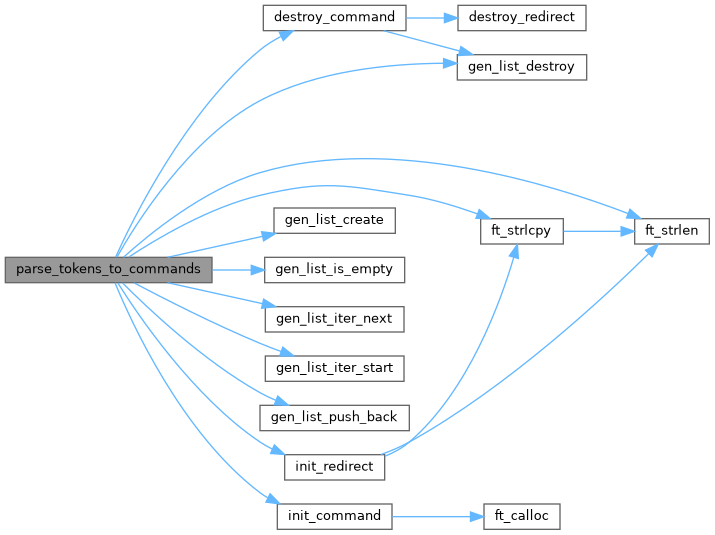 destroy_command
destroy_redirect
gen_list_destroy
gen_list_create
ft_strlcpy
ft_strlen
parse_tokens_to_commands
gen_list_is_empty
gen_list_iter_next
gen_list_iter_start
gen_list_push_back
init_redirect
init_command
ft_calloc